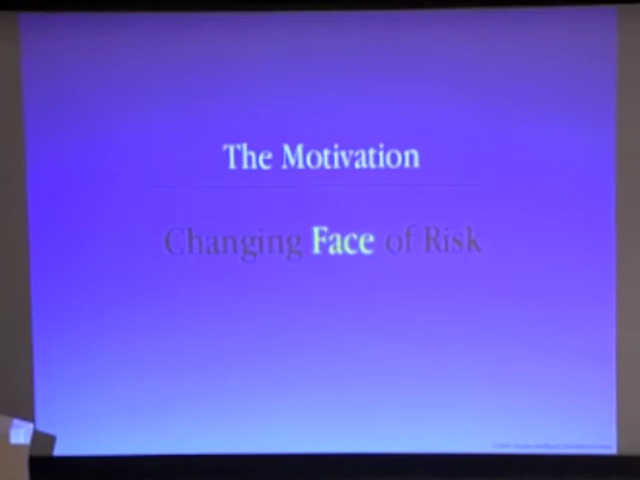 The Motivation
Changing Face of Risk